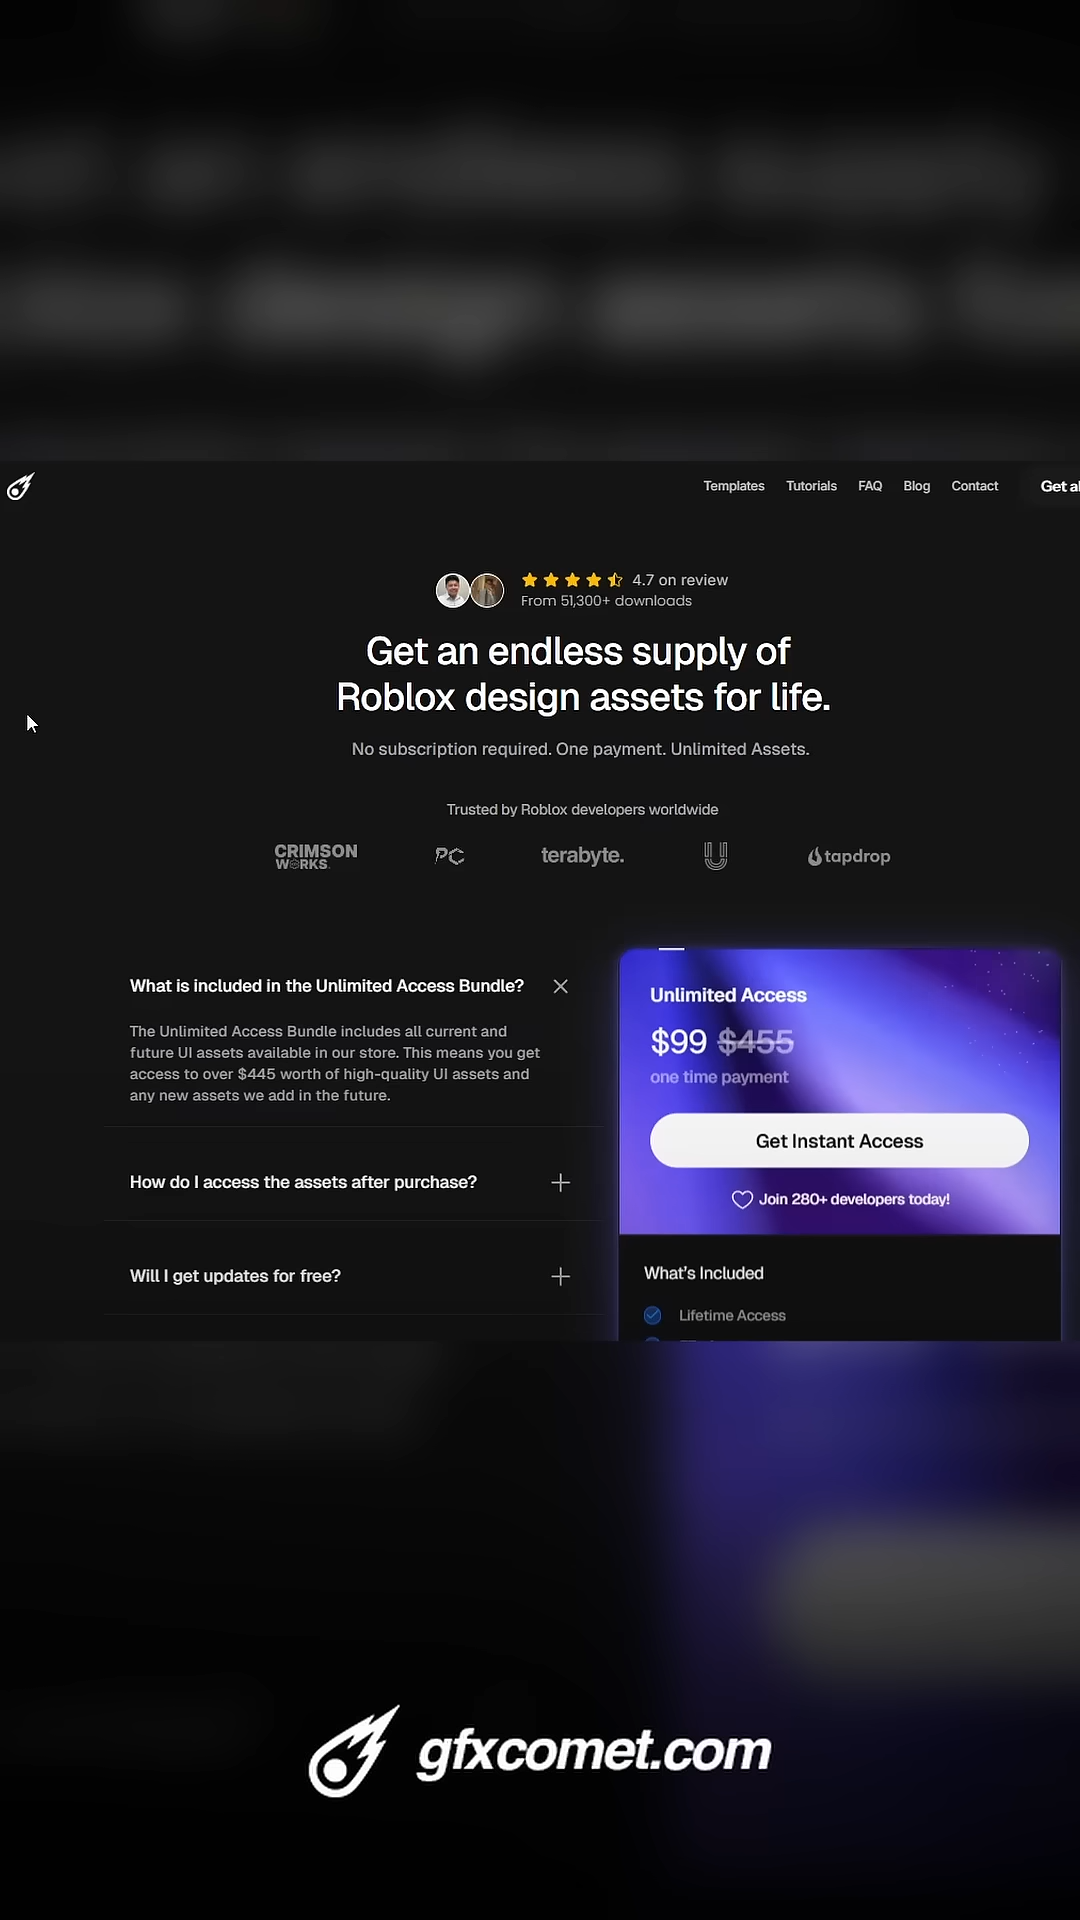 Templates Tutorials FAQ Blog Contact
4.7 on review
From 51,300+ downloads
Get an endless supply of
Roblox design assets for life.
No subscription required. One payment. Unlimited Assets.
Trusted by Roblox developers worldwide
CRIMSON
WORKS.
PC
terabyte.
U
tapdrop
What is included in the Unlimited Access Bundle?
The Unlimited Access Bundle includes all current and
future UI assets available in our store. This means you get
access to over $445 worth of high-quality UI assets and
any new assets we add in the future.
How do I access the assets after purchase?
Will I get updates for free?
Unlimited Access
$99 $455
one time payment
Get Instant Access
Join 280+ developers today!
What's Included
Lifetime Access
gfxcomet.com